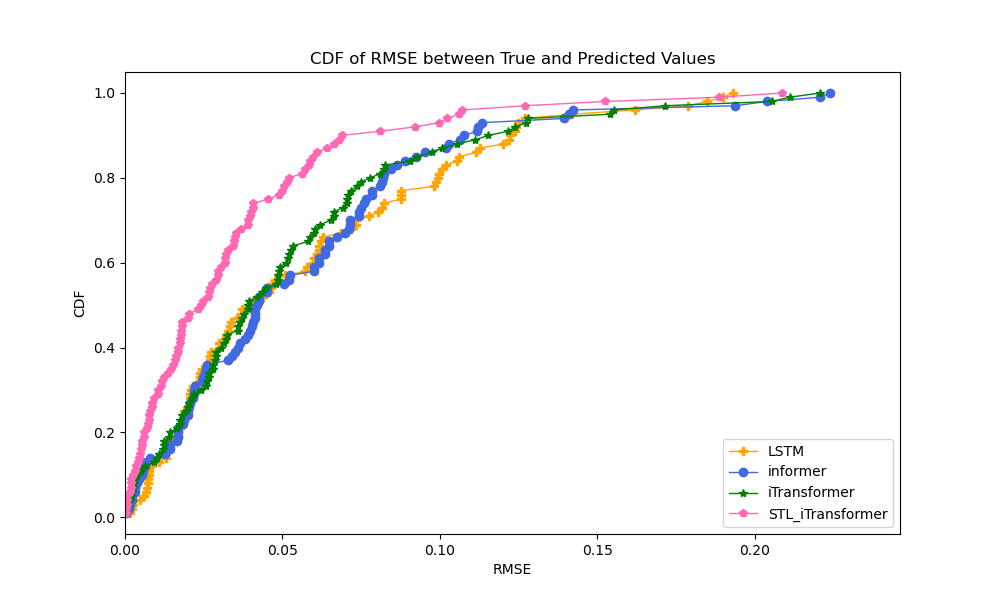 CDF of RMSE between True and Predicted Values
CDF
1.0
0.8
0.6
0.4
0.2
0.0
0.00
0.05
0.10
0.15
0.20
RMSE
LSTM
informer
iTransformer
STL_iTransformer